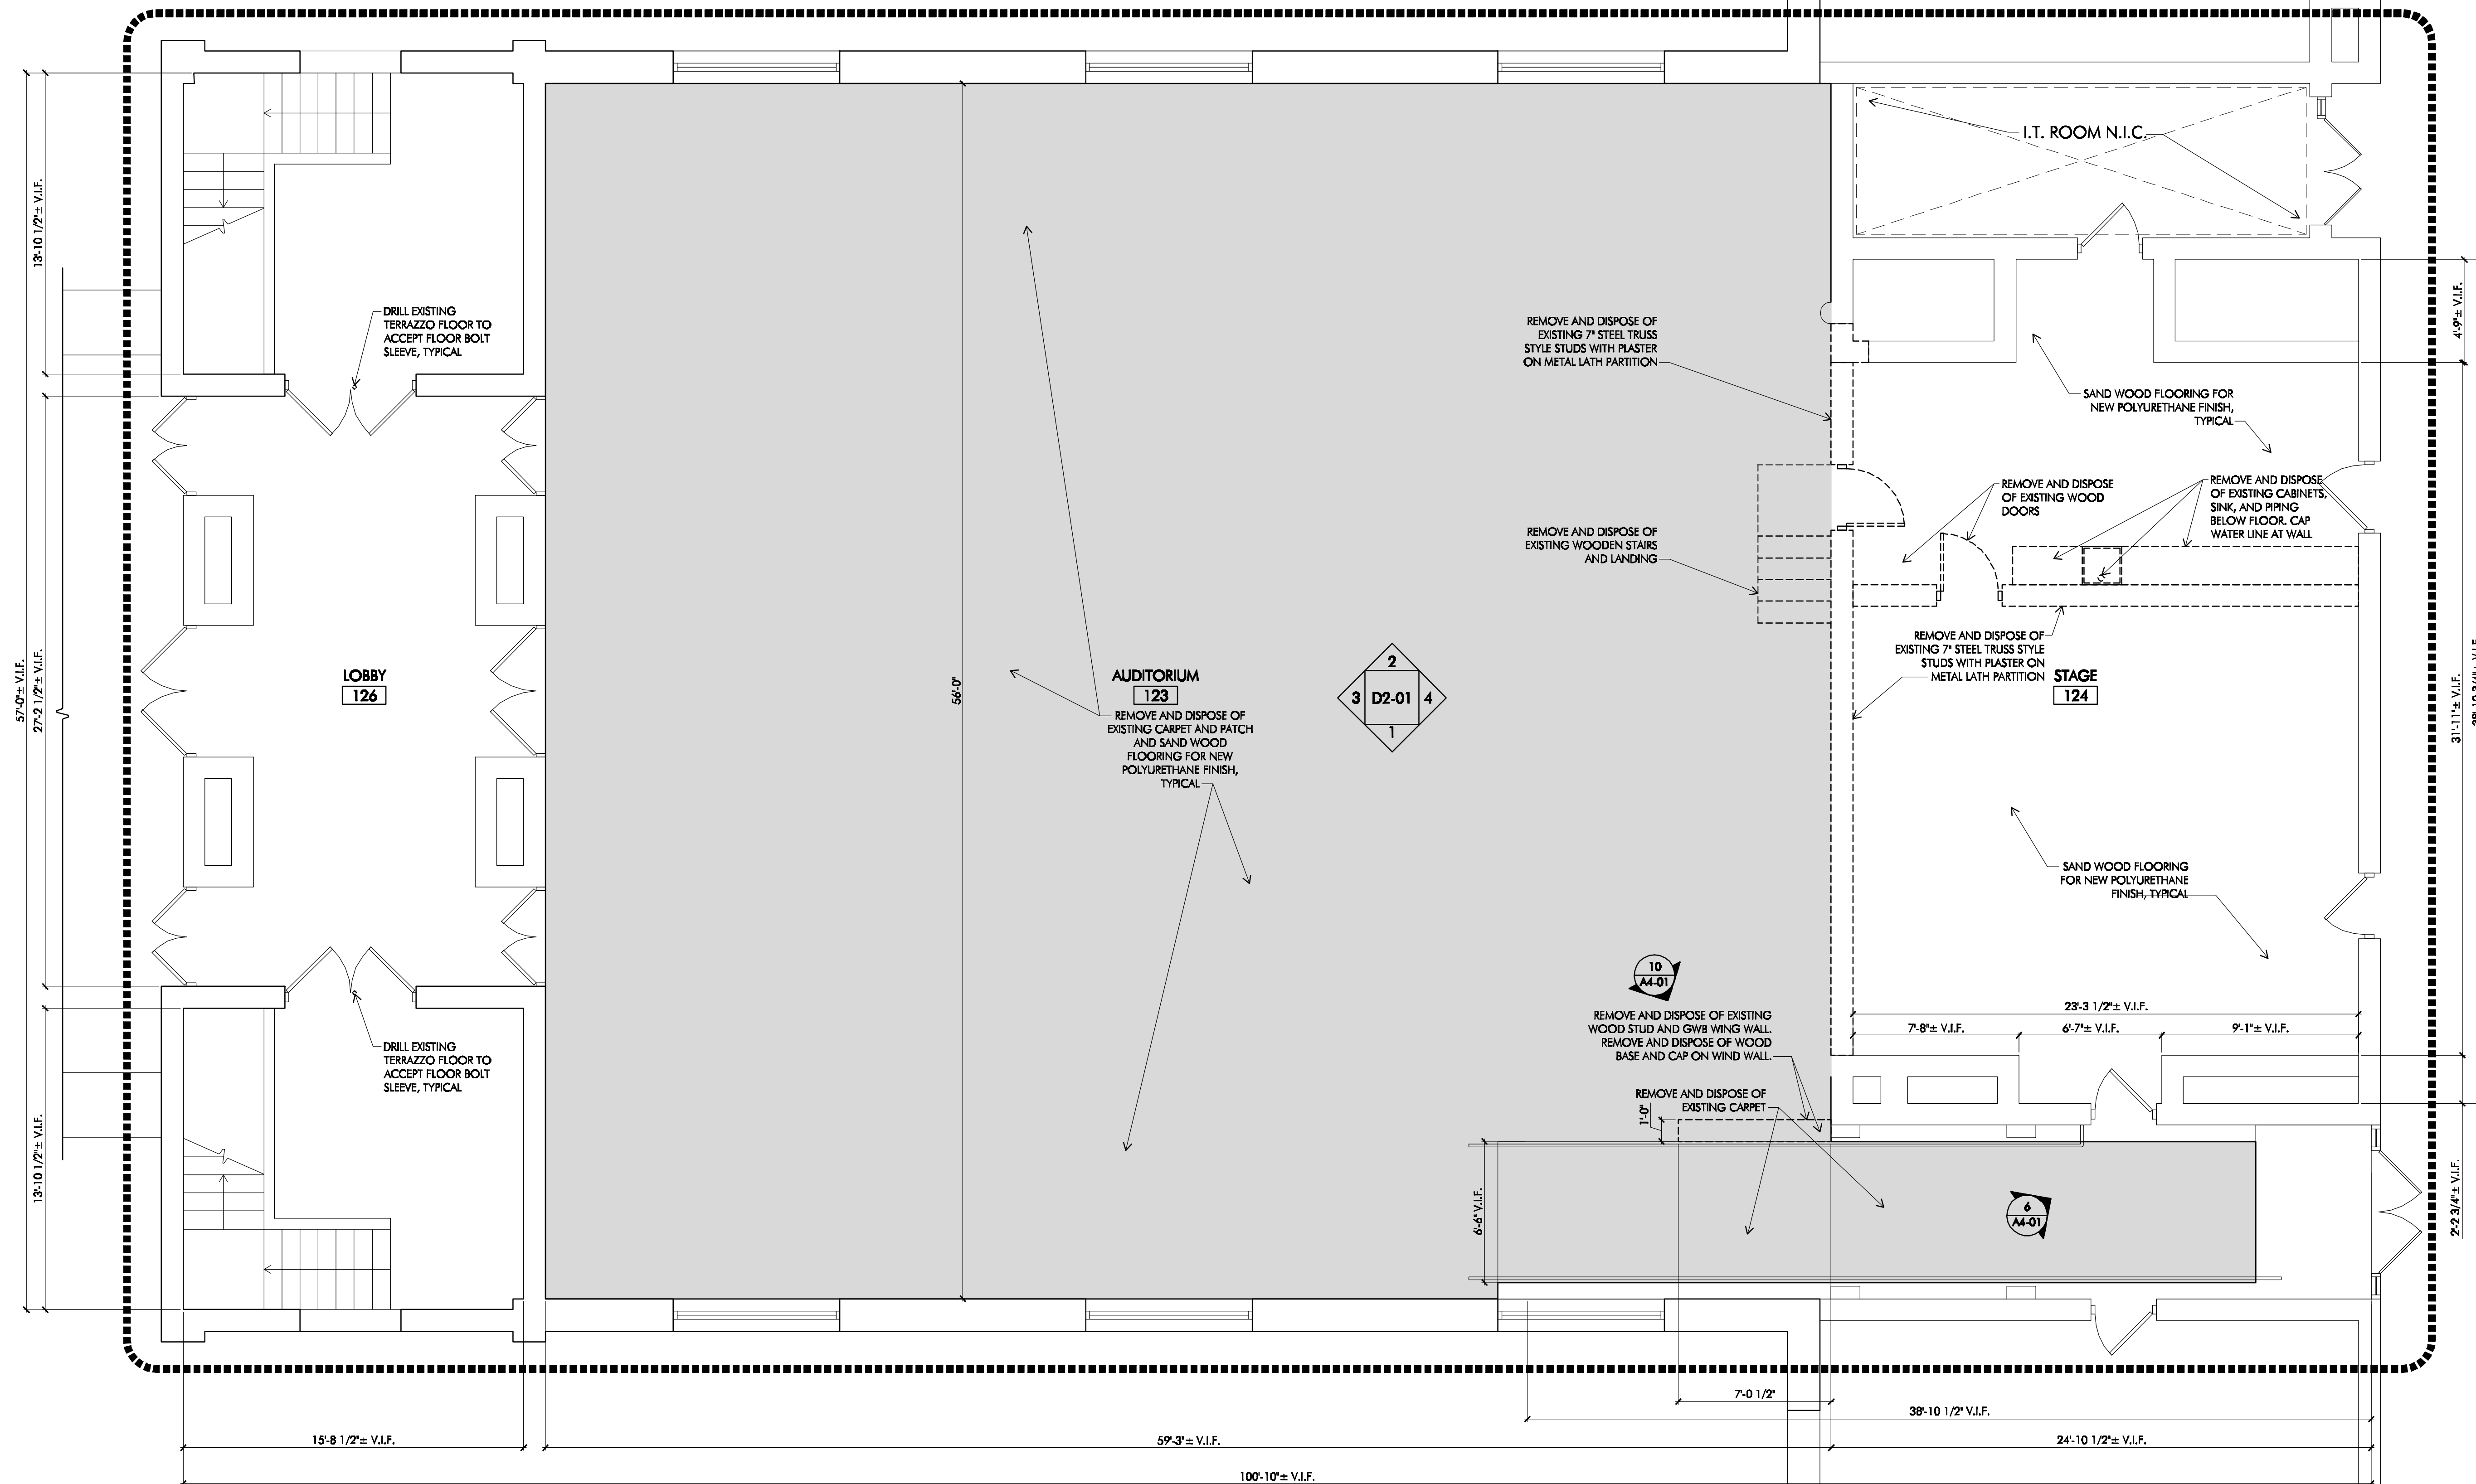 I.T. ROOM N.I.C.
13'-10 1/2"± V.I.F.
DRILL EXISTING
TERRAZZO FLOOR TO
ACCEPT FLOOR BOLT
SLEEVE, TYPICAL
REMOVE AND DISPOSE OF
EXISTING 7" STEEL TRUSS
STYLE STUDS WITH PLASTER
ON METAL LATH PARTITION
4'-9"± V.I.F.
SAND WOOD FLOORING FOR
NEW POLYURETHANE FINISH,
TYPICAL
REMOVE AND DISPOSE
OF EXISTING WOOD
DOORS
REMOVE AND DISPOSE
OF EXISTING CABINETS,
SINK, AND PIPING
BELOW FLOOR. CAP
WATER LINE AT WALL
REMOVE AND DISPOSE OF
EXISTING WOODEN STAIRS
AND LANDING
57'-0"± V.I.F.
27'-2 1/2"± V.I.F.
LOBBY
126
56'-0"
AUDITORIUM
123
REMOVE AND DISPOSE OF
EXISTING CARPET AND PATCH
AND SAND WOOD
FLOORING FOR NEW
POLYURETHANE FINISH,
TYPICAL
2
3 D2-01 4
1
REMOVE AND DISPOSE OF
EXISTING 7" STEEL TRUSS STYLE
STUDS WITH PLASTER ON
METAL LATH PARTITION
STAGE
124
31'-11"± V.I.F.
SAND WOOD FLOORING
FOR NEW POLYURETHANE
FINISH, TYPICAL
10
A4-01
REMOVE AND DISPOSE OF EXISTING
WOOD STUD AND GWB WING WALL.
REMOVE AND DISPOSE OF WOOD
BASE AND CAP ON WIND WALL.
23'-3 1/2"± V.I.F.
7'-8"± V.I.F.
6'-7"± V.I.F.
9'-1"± V.I.F.
DRILL EXISTING
TERRAZZO FLOOR TO
ACCEPT FLOOR BOLT
SLEEVE, TYPICAL
REMOVE AND DISPOSE OF
EXISTING CARPET
1'-0"
13'-10 1/2"± V.I.F.
6'-6" V.I.F.
6
A4-01
2'-2 3/4"± V.I.F.
7'-0 1/2"
38'-10 1/2" V.I.F.
15'-8 1/2"± V.I.F.
59'-3"± V.I.F.
24'-10 1/2"± V.I.F.
100'-10"± V.I.F.